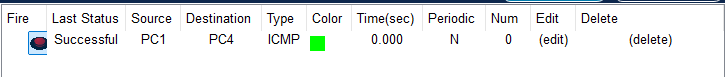 Fire Last Status Source Destination Type Color Time(sec) Periodic Num Edit Delete
Successful PC1 PC4 ICMP 0.000 N 0 (edit) (delete)